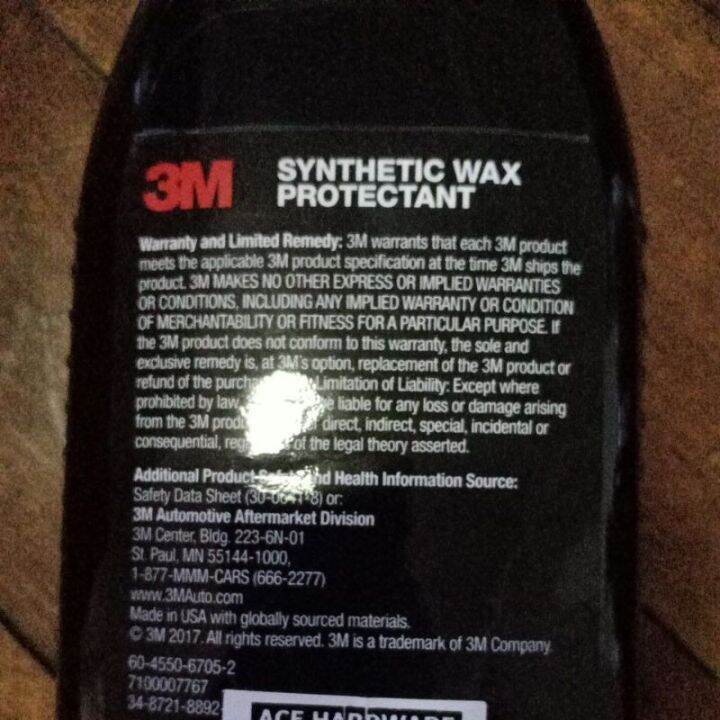 3M SYNTHETIC WAX
PROTECTANT
Warranty and Limited Remedy: 3M warrants that each 3M product
meets the applicable 3M product specification at the time 3M ships the
product. 3M MAKES NO OTHER EXPRESS OR IMPLIED WARRANTIES
OR CONDITIONS, INCLUDING ANY IMPLIED WARRANTY OR CONDITION
OF MERCHANTABILITY OR FITNESS FOR A PARTICULAR PURPOSE. If
the 3M product does not conform to this warranty, the sole and
exclusive remedy is, at 3M's option, replacement of the 3M product or
refund of the Limitation of Liability: Except where
prohibited by law, liable for any loss or damage arising
from the 3M direct, indirect, special, incidental or
consequential, of the legal theory asserted.
Additional Product Safety and Health Information Source:
Safety Data Sheet or:
3M Automotive Aftermarket Division
3M Center, Bldg. 223-6N-01
St. Paul, MN 55144-1000,
1-877-MMM-CARS (666-2277)
www.3MAuto.com
Made in USA with globally sourced materials.
© 3M 2017. All rights reserved. 3M is a trademark of 3M Company
60-4550-6705-2
7100007767
34-8721-8892
ACE HARDWARE